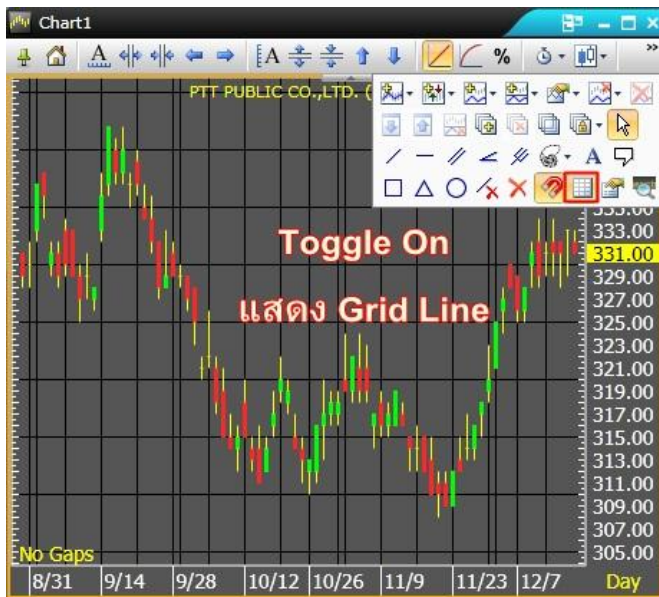 Chart1
A
[A
%
»
PTT PUBLIC CO.,LTD. (
A
Toggle On
แสดง Grid Line
333.00
331.00
329.00
327.00
325.00
323.00
321.00
319.00
317.00
315.00
313.00
311.00
309.00
307.00
305.00
No Gaps
8/31 9/14 9/28 10/12 10/26 11/9 11/23 12/7 Day